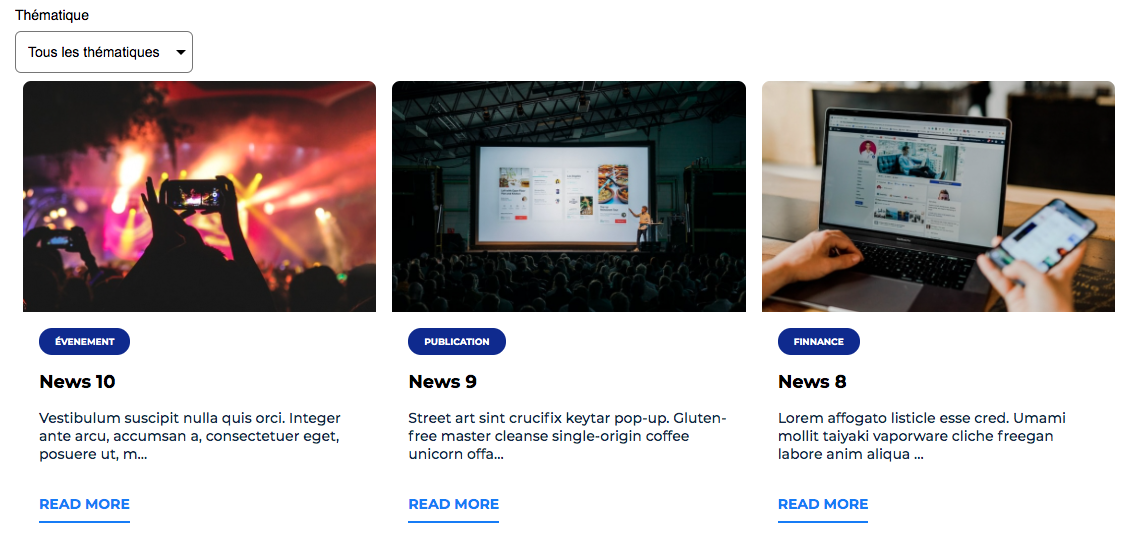 Thématique
Tous les thématiques
ÉVENEMENT
News 10
Vestibulum suscipit nulla quis orci. Integer
ante arcu, accumsan a, consectetuer eget,
posuere ut, m...
READ MORE
PUBLICATION
News 9
Street art sint crucifix keytar pop-up. Gluten-
free master cleanse single-origin coffee
unicorn offa...
READ MORE
FINNANCE
News 8
Lorem affogato listicle esse cred. Umami
mollit taiyaki vaporware cliche freegan
labore anim aliqua ...
READ MORE